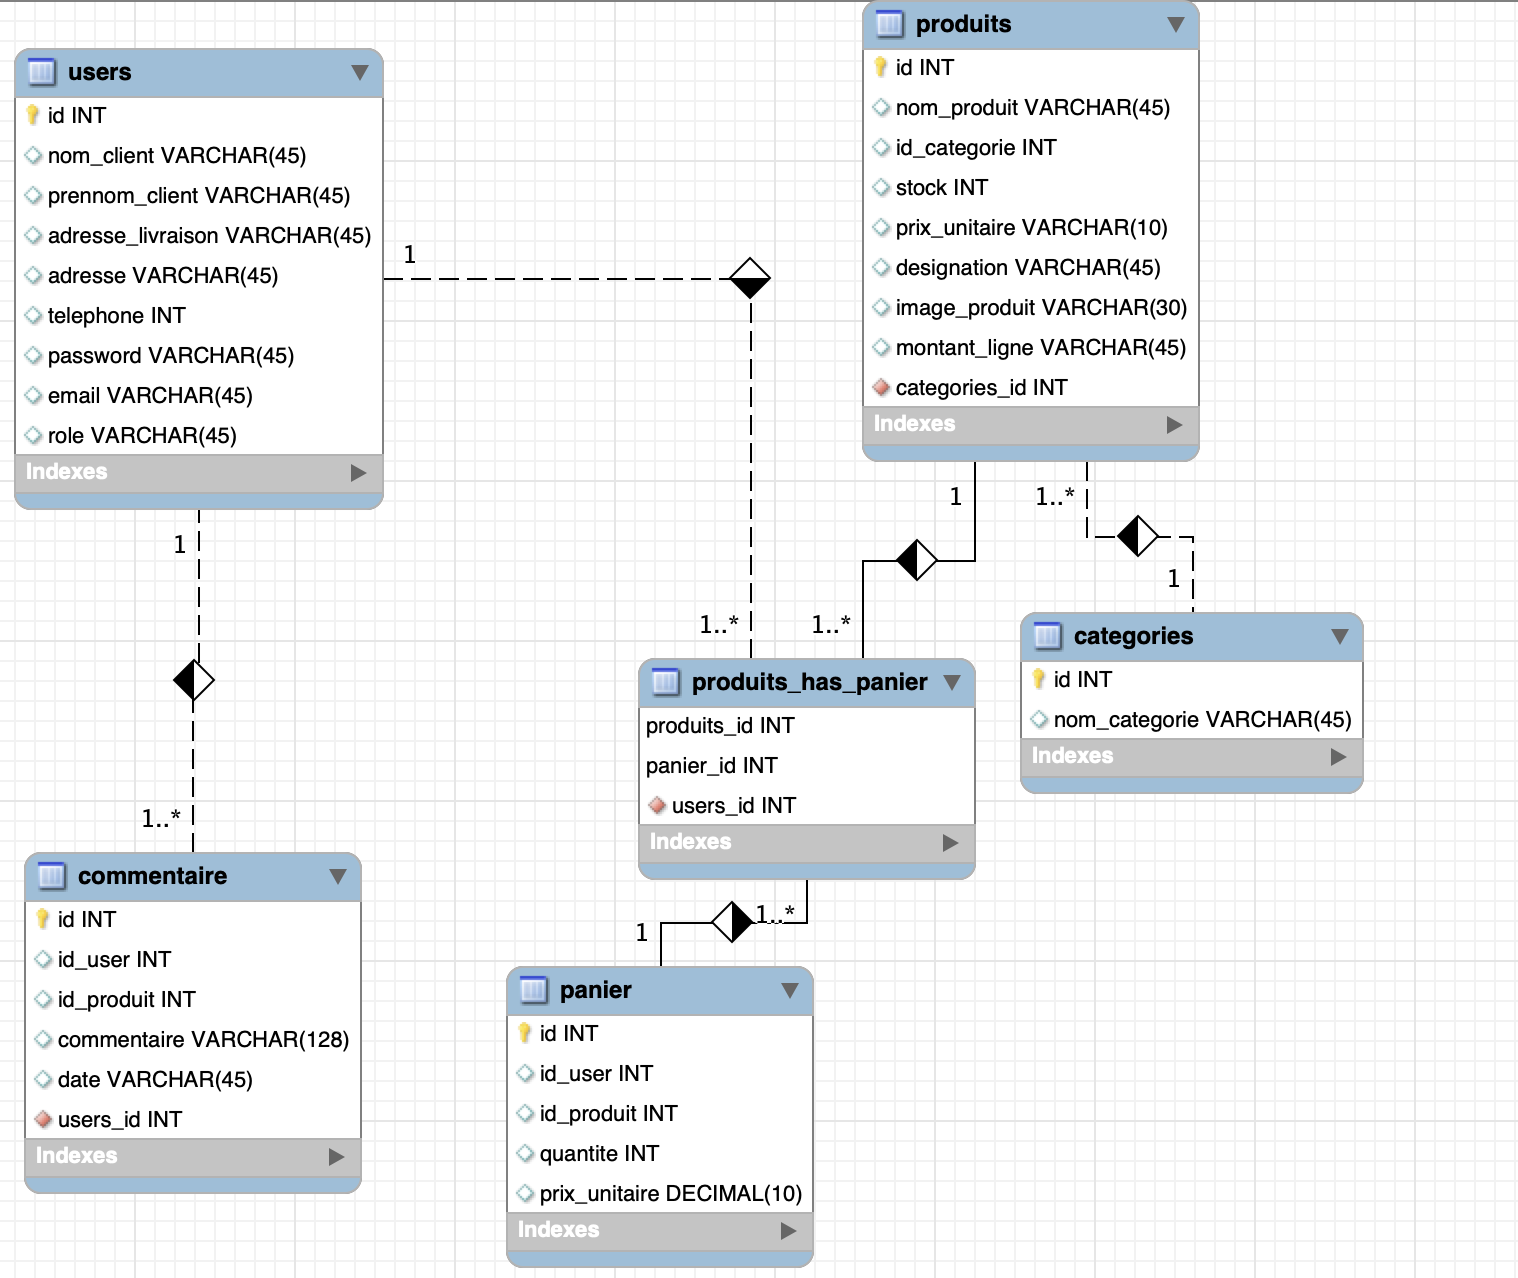 users
id INT
nom_client VARCHAR(45)
prennom_client VARCHAR(45)
adresse_livraison VARCHAR(45)
adresse VARCHAR(45)
telephone INT
password VARCHAR(45)
email VARCHAR(45)
role VARCHAR(45)
Indexes
produits
id INT
nom_produit VARCHAR(45)
id_categorie INT
stock INT
prix_unitaire VARCHAR(10)
designation VARCHAR(45)
image_produit VARCHAR(30)
montant_ligne VARCHAR(45)
categories_id INT
Indexes
1
1..*
1
1..*
1
1..*
1..*
1
produits_has_panier
produits_id INT
panier_id INT
users_id INT
Indexes
categories
id INT
nom_categorie VARCHAR(45)
Indexes
1..*
1
commentaire
id INT
id_user INT
id_produit INT
commentaire VARCHAR(128)
date VARCHAR(45)
users_id INT
Indexes
panier
id INT
id_user INT
id_produit INT
quantite INT
prix_unitaire DECIMAL(10)
Indexes